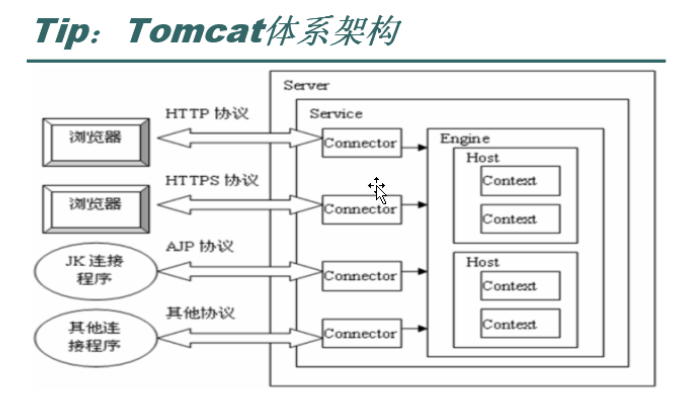 Tip：Tomcat体系架构
Server
HTTP 协议
Service
浏览器
Connector
Engine
Host
Context
HTTPS 协议
浏览器
Connector
Context
AJP 协议
JK 连接
程序
Connector
Host
Context
其他协议
其他连
接程序
Connector
Context